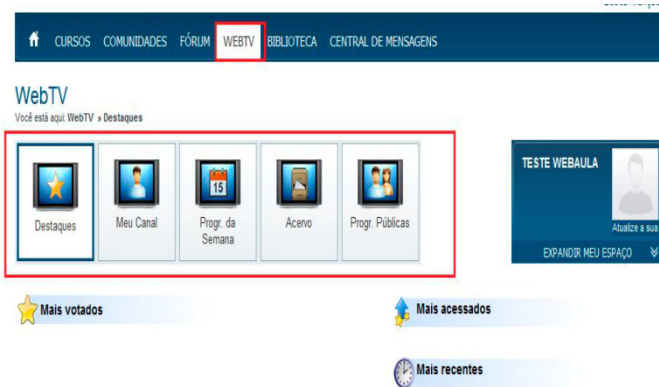 CURSOS COMUNIDADES FÓRUM WEBTV BIBLIOTECA CENTRAL DE MENSAGENS
WebTV
Você está aqui: WebTV » Destaques
Destaques
Meu Canal
15
Progr. da
Semana
Acervo
Progr. Públicas
TESTE WEBAULA
Atualize a sua
EXPANDIR MEU ESPAÇO
Mais votados
Mais acessados
Mais recentes